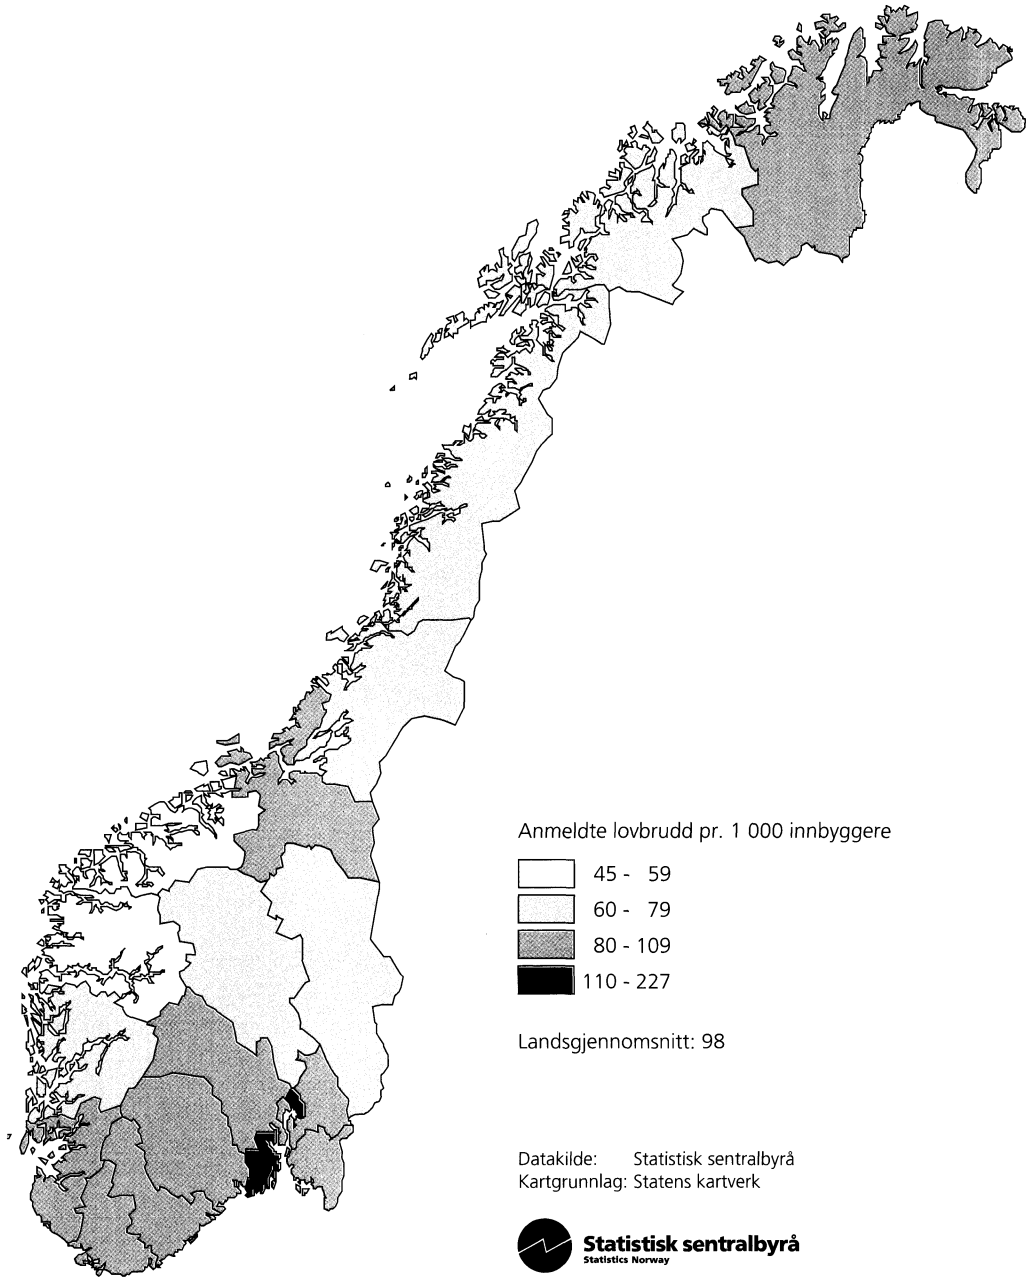 Anmeldte lovbrudd pr. 1 000 innbyggere
45 - 59
60 - 79
80 - 109
110 - 227
Landsgjennomsnitt: 98
Datakilde: Statistisk sentralbyrå
Kartgrunnlag: Statens kartverk
Statistisk sentralbyrå
Statistics Norway